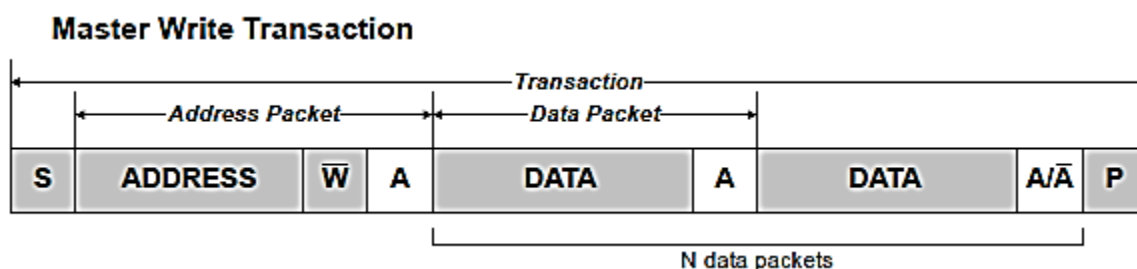 Master Write Transaction
Transaction
Address Packet Data Packet
S ADDRESS W̅ A DATA A DATA A/A̅ P
N data packets